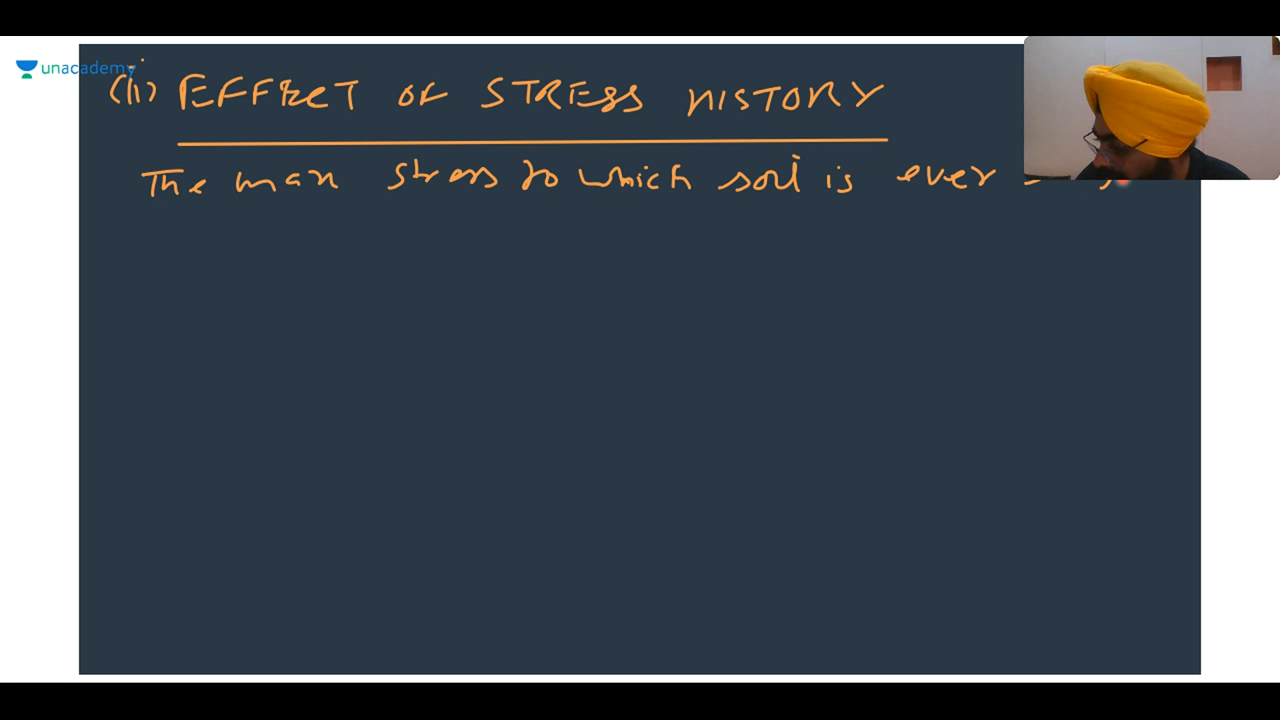 unacademy
(ii) EFFECT OF STRESS HISTORY
The max stress to which soil is ever